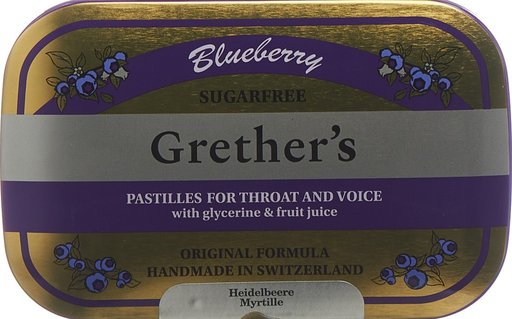 Blueberry
SUGARFREE
Grether's
PASTILLES FOR THROAT AND VOICE
with glycerine & fruit juice
ORIGINAL FORMULA
HANDMADE IN SWITZERLAND
Heidelbeere
Myrtille